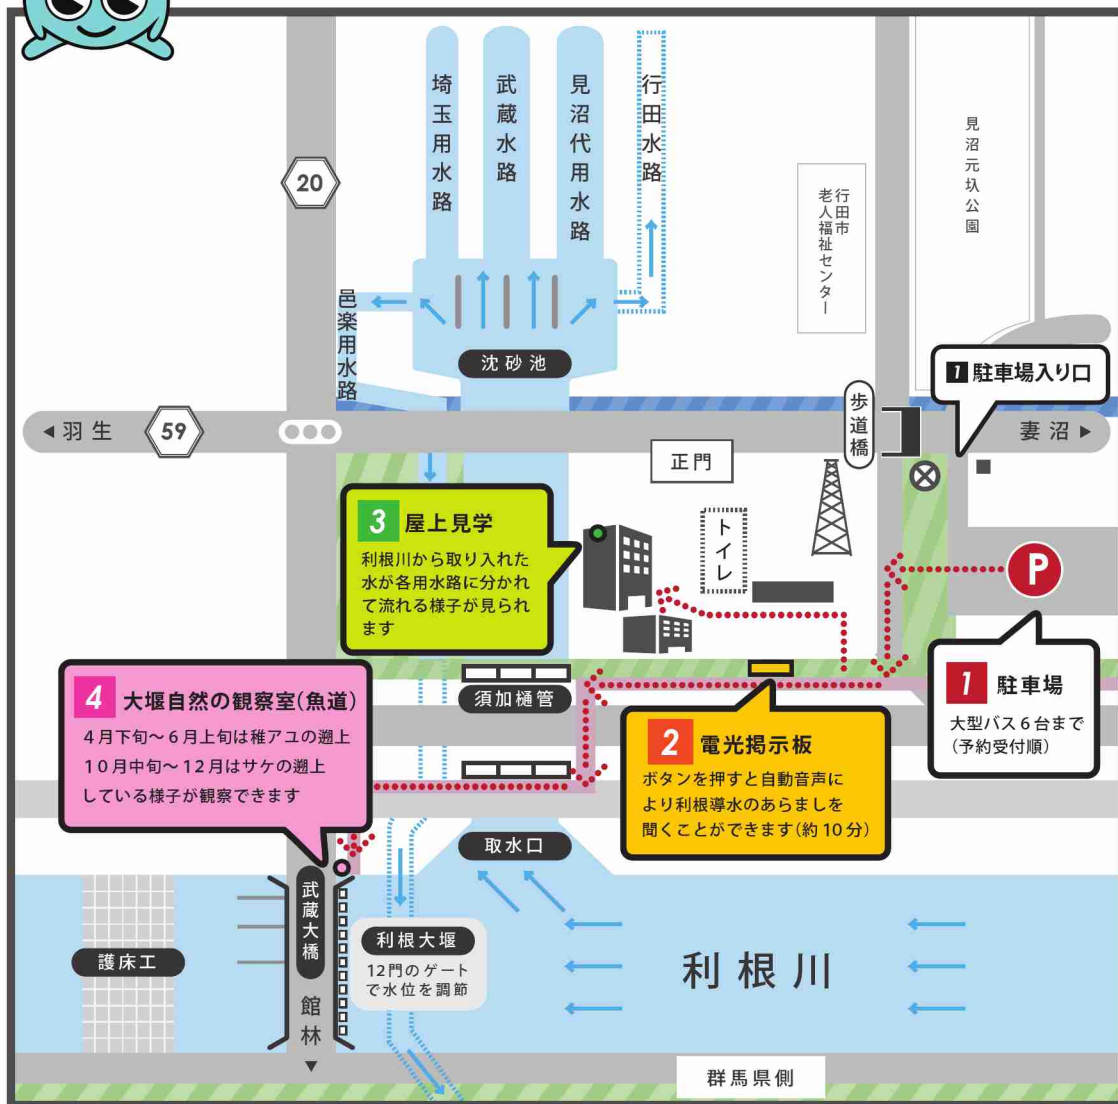 埼玉用水路
武蔵水路
見沼代用水路
行田水路
見沼元圦公園
行田市
老人福祉センター
20
邑楽用水路
沈砂池
1 駐車場入り口
◀羽生
59
歩道橋
妻沼▶
正門
3 屋上見学
利根川から取り入れた
水が各用水路に分かれ
て流れる様子が見られ
ます
トイレ
P
4 大堰自然の観察室(魚道)
4月下旬～6月上旬は稚アユの遡上
10月中旬～12月はサケの遡上
している様子が観察できます
須加樋管
2 電光掲示板
ボタンを押すと自動音声に
より利根導水のあらましを
聞くことができます(約10分)
1 駐車場
大型バス6台まで
(予約受付順)
取水口
武蔵大橋
利根大堰
12門のゲート
で水位を調節
護床工
利根川
館林
▼
群馬県側